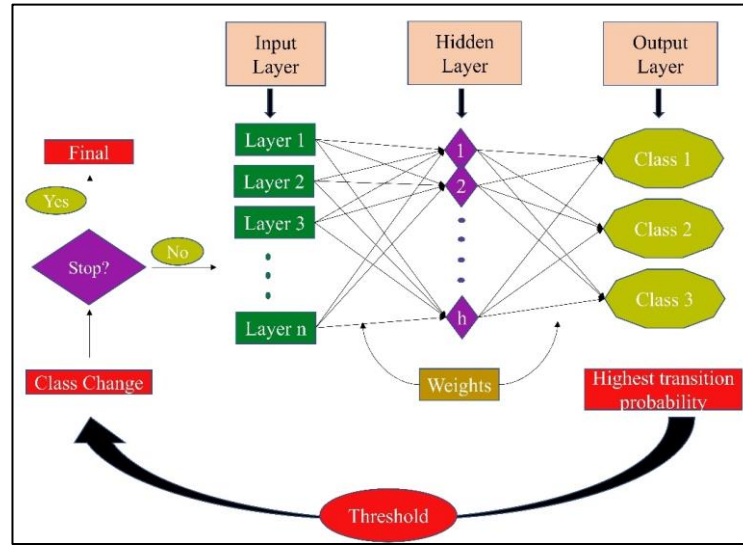 Input
Layer
Hidden
Layer
Output
Layer
Final
Yes
Stop?
No
Class Change
Layer 1
Layer 2
Layer 3
Layer n
1
2
h
Weights
Class 1
Class 2
Class 3
Highest transition
probability
Threshold